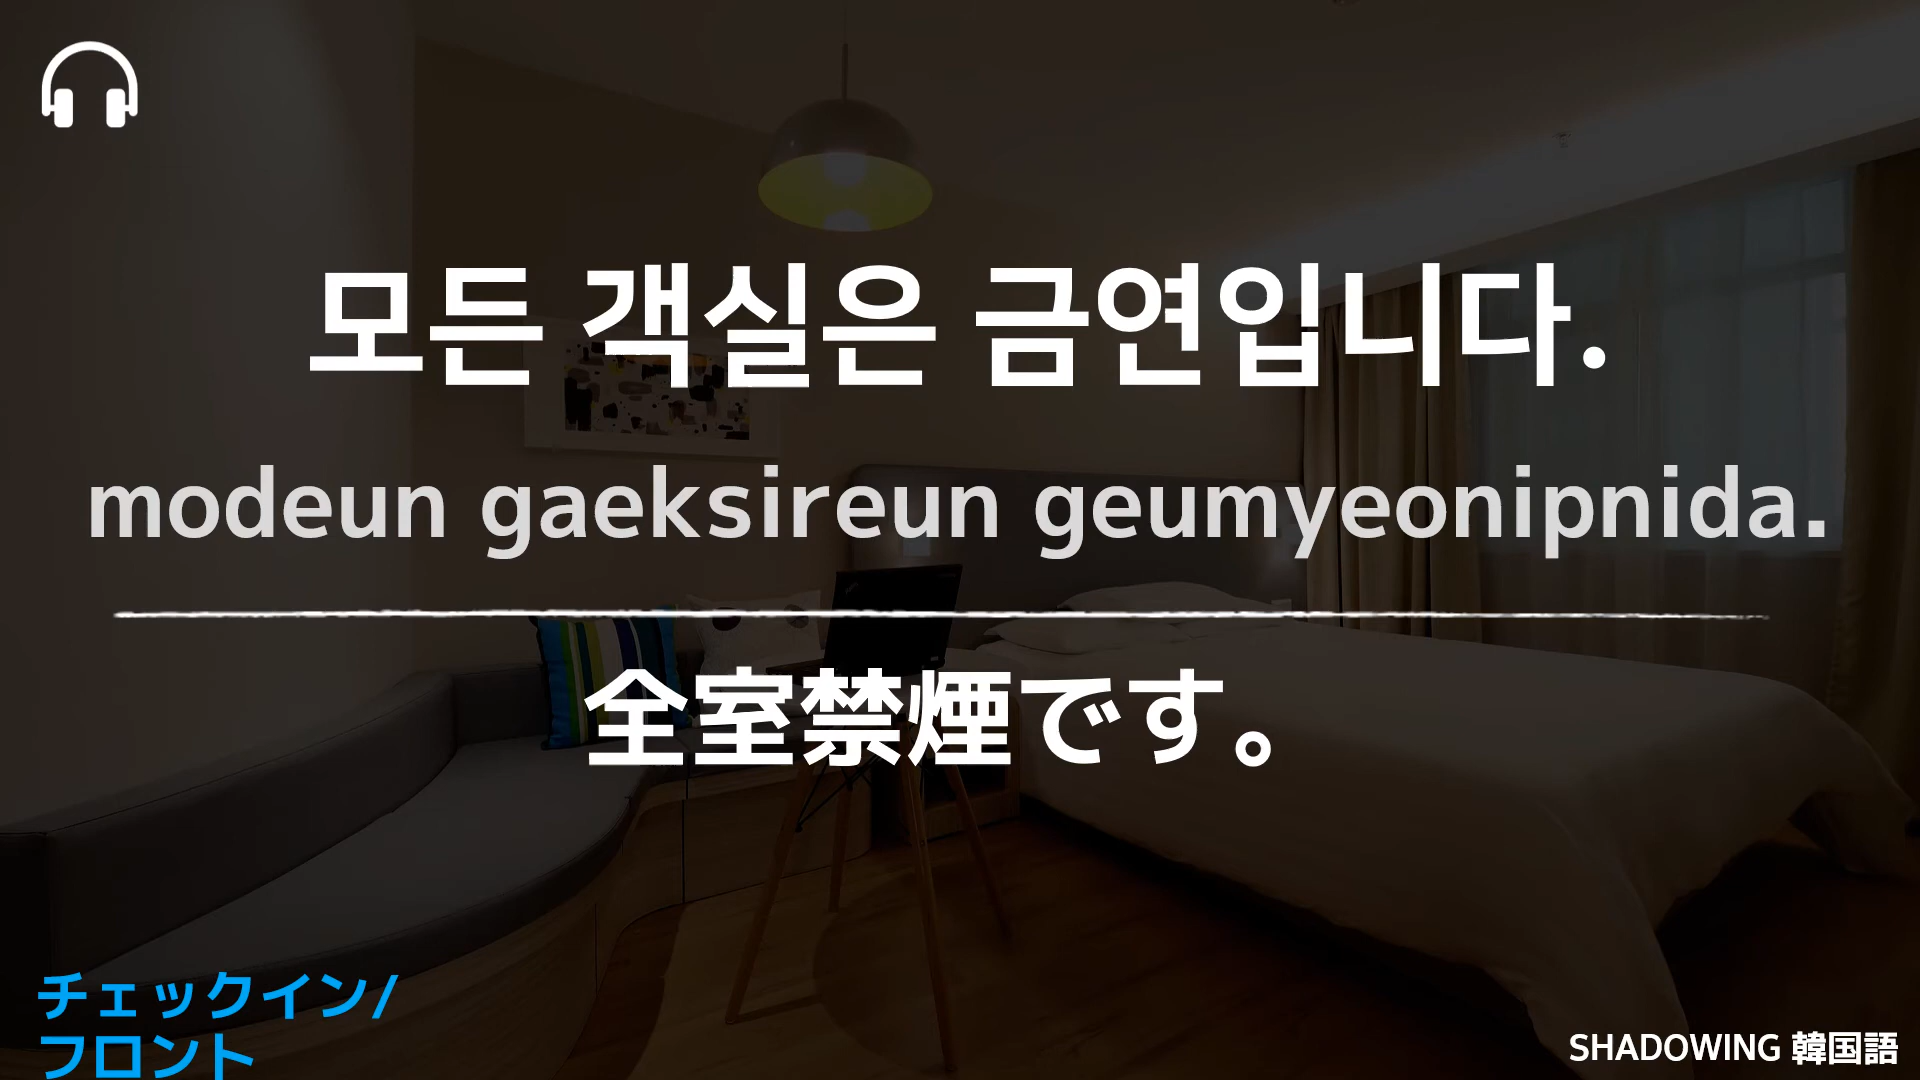 모든 객실은 금연입니다.
modeun gaeksireun geumyeonipnida.
全室禁煙です。
チェックイン/
フロント
SHADOWING 韓国語